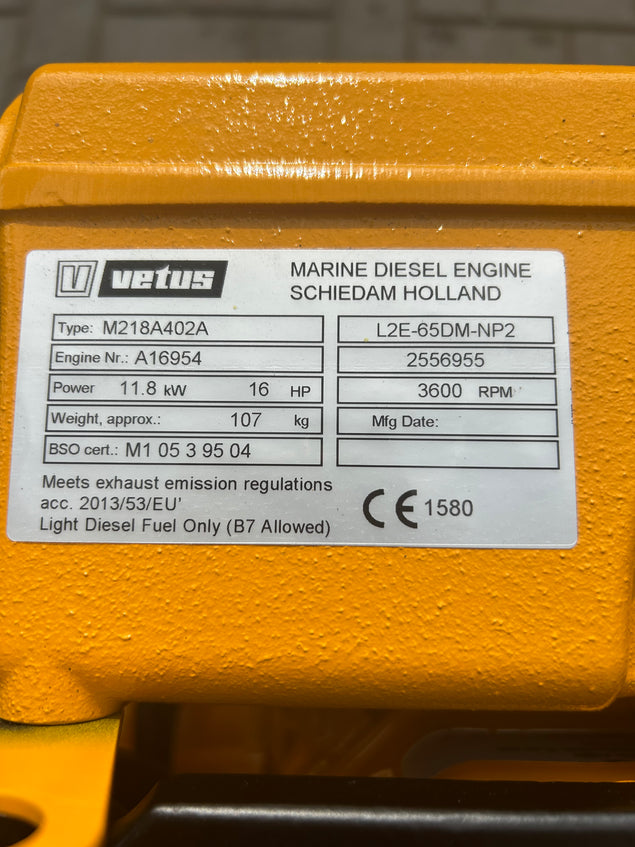 V vetus
MARINE DIESEL ENGINE
SCHIEDAM HOLLAND
Type: M218A402A
L2E-65DM-NP2
Engine Nr.: A16954
2556955
Power 11.8 kW 16 HP
3600 RPM
Weight, approx.: 107 kg
Mfg Date:
BSO cert.: M1 05 3 95 04
Meets exhaust emission regulations
acc. 2013/53/EU'
Light Diesel Fuel Only (B7 Allowed)
CE 1580